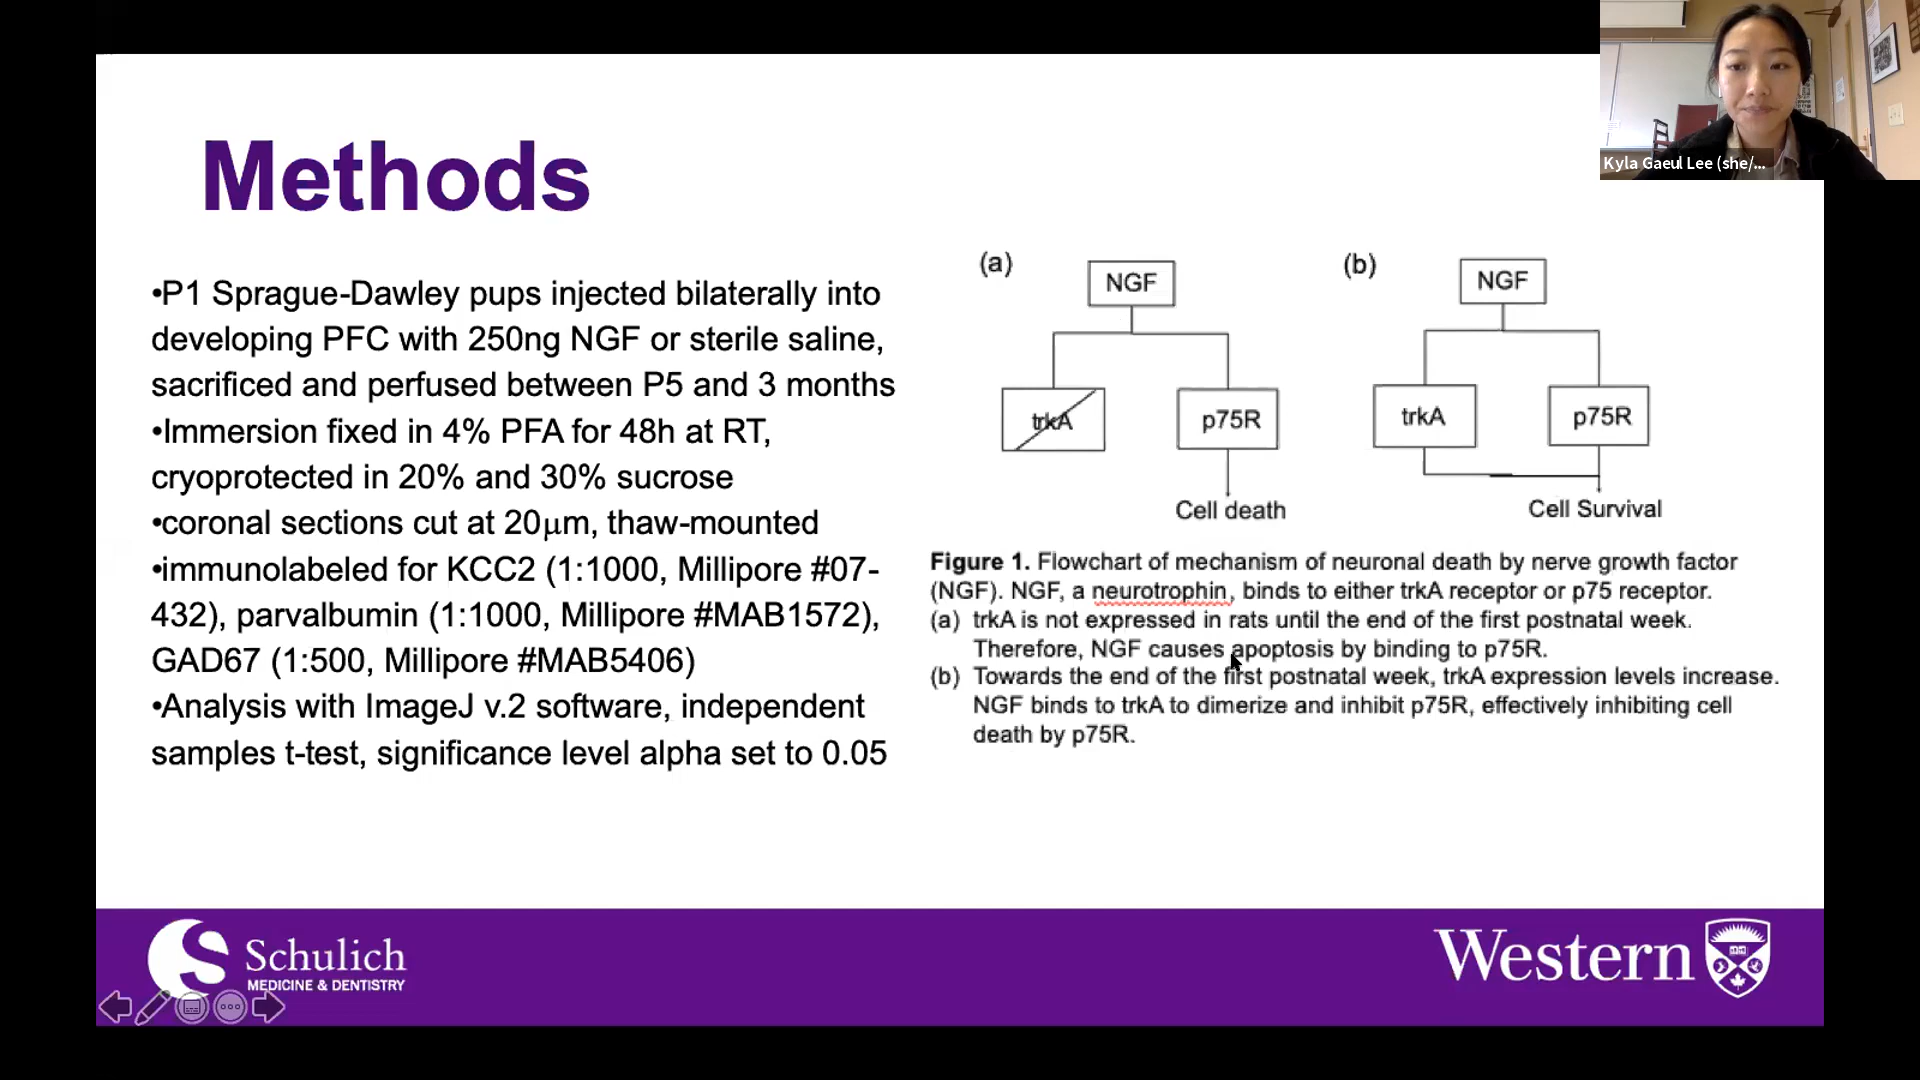 Kyla Gaeul Lee (she/...
Methods
•P1 Sprague-Dawley pups injected bilaterally into
developing PFC with 250ng NGF or sterile saline,
sacrificed and perfused between P5 and 3 months
•Immersion fixed in 4% PFA for 48h at RT,
cryoprotected in 20% and 30% sucrose
•coronal sections cut at 20μm, thaw-mounted
•immunolabeled for KCC2 (1:1000, Millipore #07-
432), parvalbumin (1:1000, Millipore #MAB1572),
GAD67 (1:500, Millipore #MAB5406)
•Analysis with ImageJ v.2 software, independent
samples t-test, significance level alpha set to 0.05
(a)
NGF
trkA
p75R
Cell death
(b)
NGF
trkA
p75R
Cell Survival
Figure 1. Flowchart of mechanism of neuronal death by nerve growth factor
(NGF). NGF, a neurotrophin, binds to either trkA receptor or p75 receptor.
(a) trkA is not expressed in rats until the end of the first postnatal week.
Therefore, NGF causes apoptosis by binding to p75R.
(b) Towards the end of the first postnatal week, trkA expression levels increase.
NGF binds to trkA to dimerize and inhibit p75R, effectively inhibiting cell
death by p75R.
Schulich
MEDICINE & DENTISTRY
Western